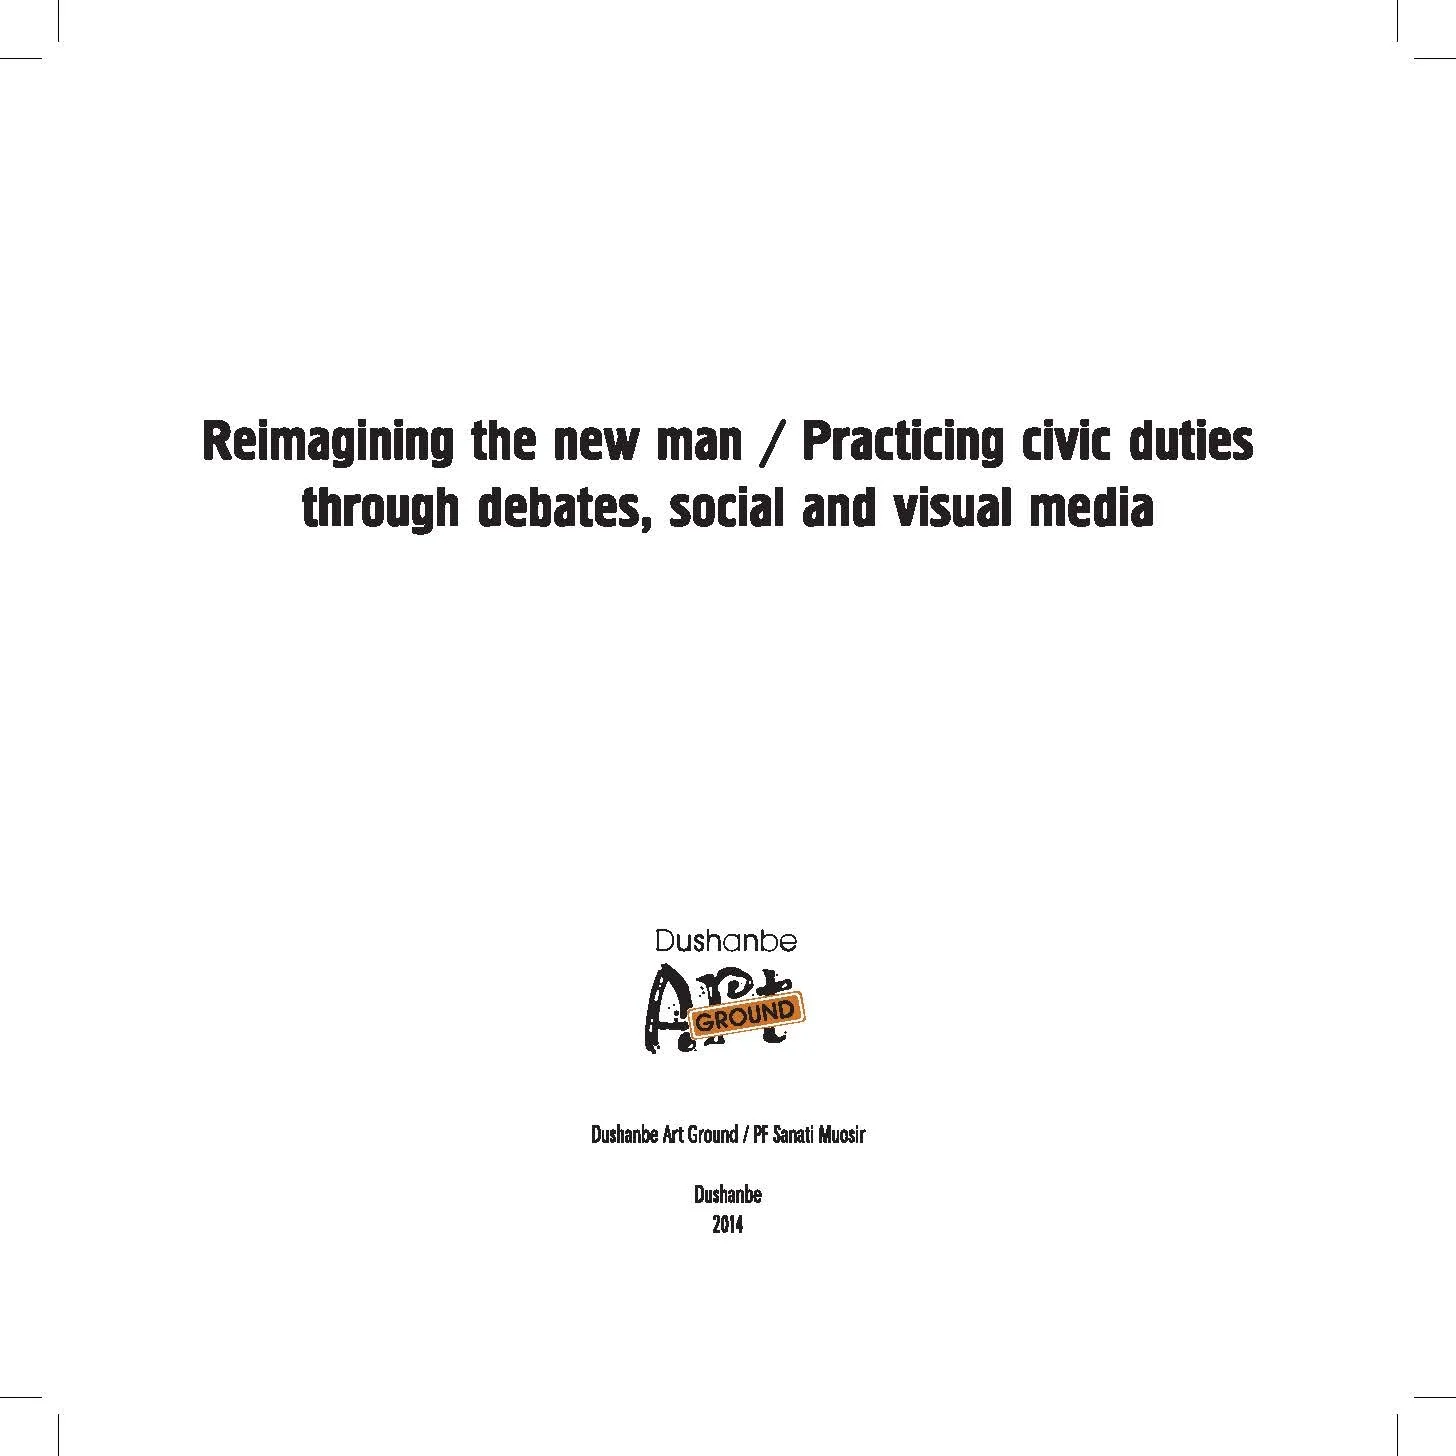 Reimagining the new man / Practicing civic duties
through debates, social and visual media
Dushanbe
Art
GROUND
Dushanbe Art Ground / PF Sanati Muosir
Dushanbe
2014